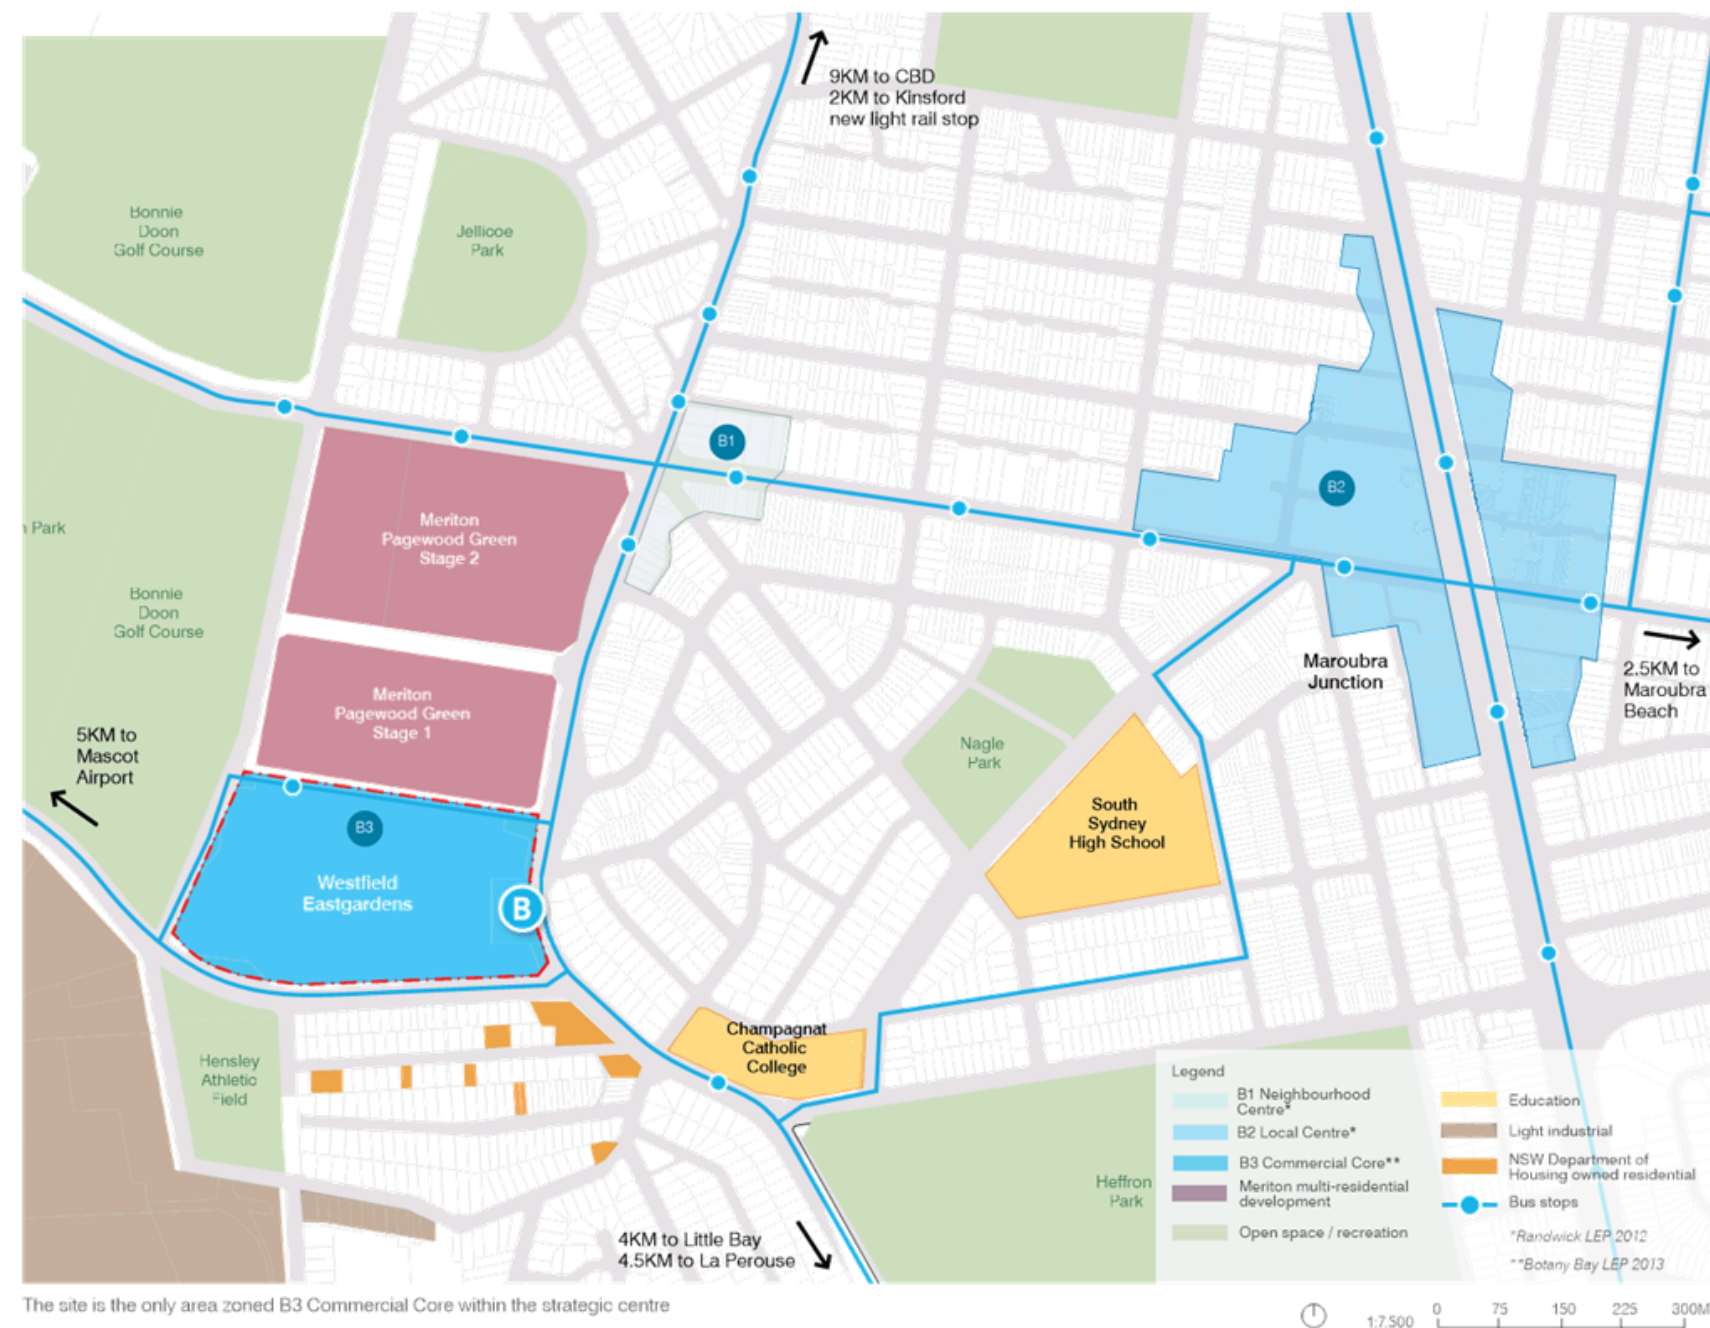 9KM to CBD
2KM to Kinsford
new light rail stop
Bonnie
Doon
Golf Course
Jellicoe
Park
B1
B2
Meriton
Pagewood Green
Stage 2
Park
Bonnie
Doon
Golf Course
Maroubra
Junction
2.5KM to
Maroubra
Beach
Meriton
Pagewood Green
Stage 1
5KM to
Mascot
Airport
Nagle
Park
South
Sydney
High School
B3
Westfield
Eastgardens
B
Champagnat
Catholic
College
Hensley
Athletic
Field
Heffron
Park
4KM to Little Bay
4.5KM to La Perouse
Legend
B1 Neighbourhood
Centre*
B2 Local Centre*
B3 Commercial Core**
Meriton multi-residential
development
Open space / recreation
Education
Light industrial
NSW Department of
Housing owned residential
Bus stops
*Randwick LEP 2012
**Botany Bay LEP 2013
The site is the only area zoned B3 Commercial Core within the strategic centre
1:7,500
0 75 150 225 300M